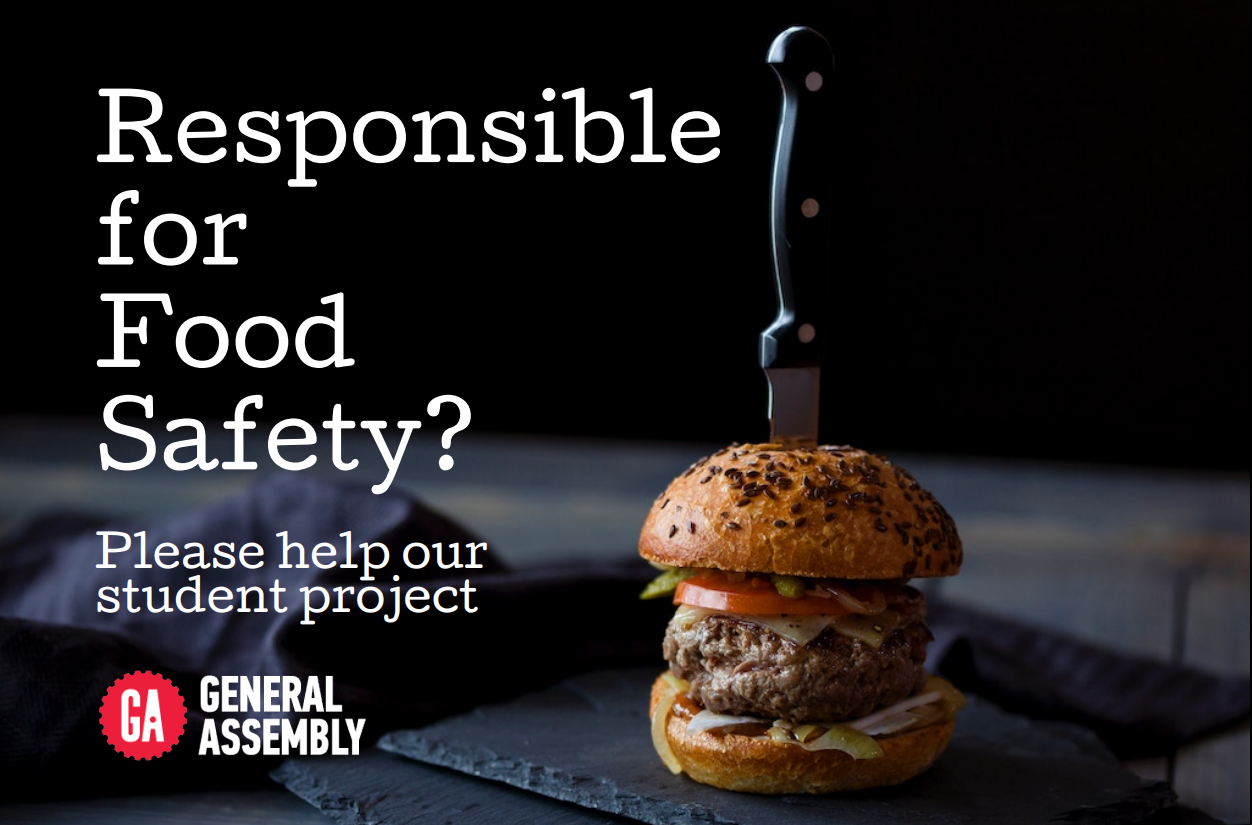 Responsible
for
Food
Safety?
Please help our
student project
GA
GENERAL
ASSEMBLY